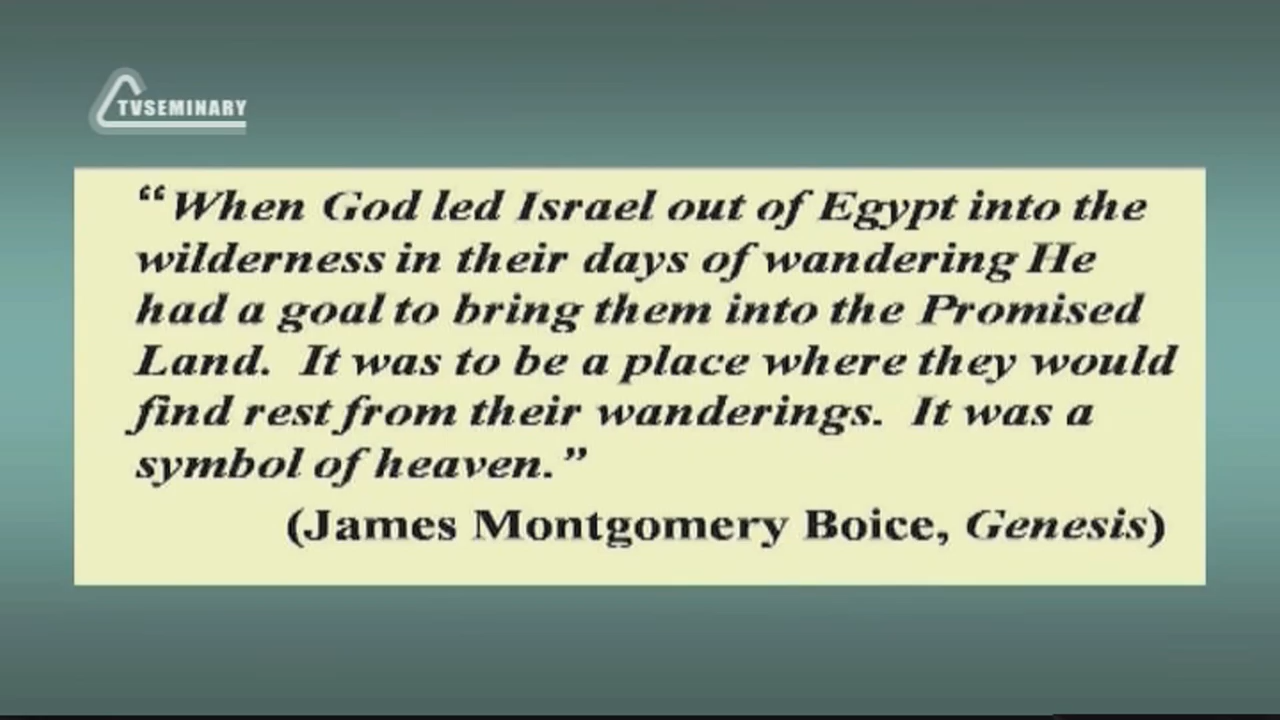 TVSEMINARY
“When God led Israel out of Egypt into the
wilderness in their days of wandering He
had a goal to bring them into the Promised
Land.  It was to be a place where they would
find rest from their wanderings.  It was a
symbol of heaven.”
(James Montgomery Boice, Genesis)